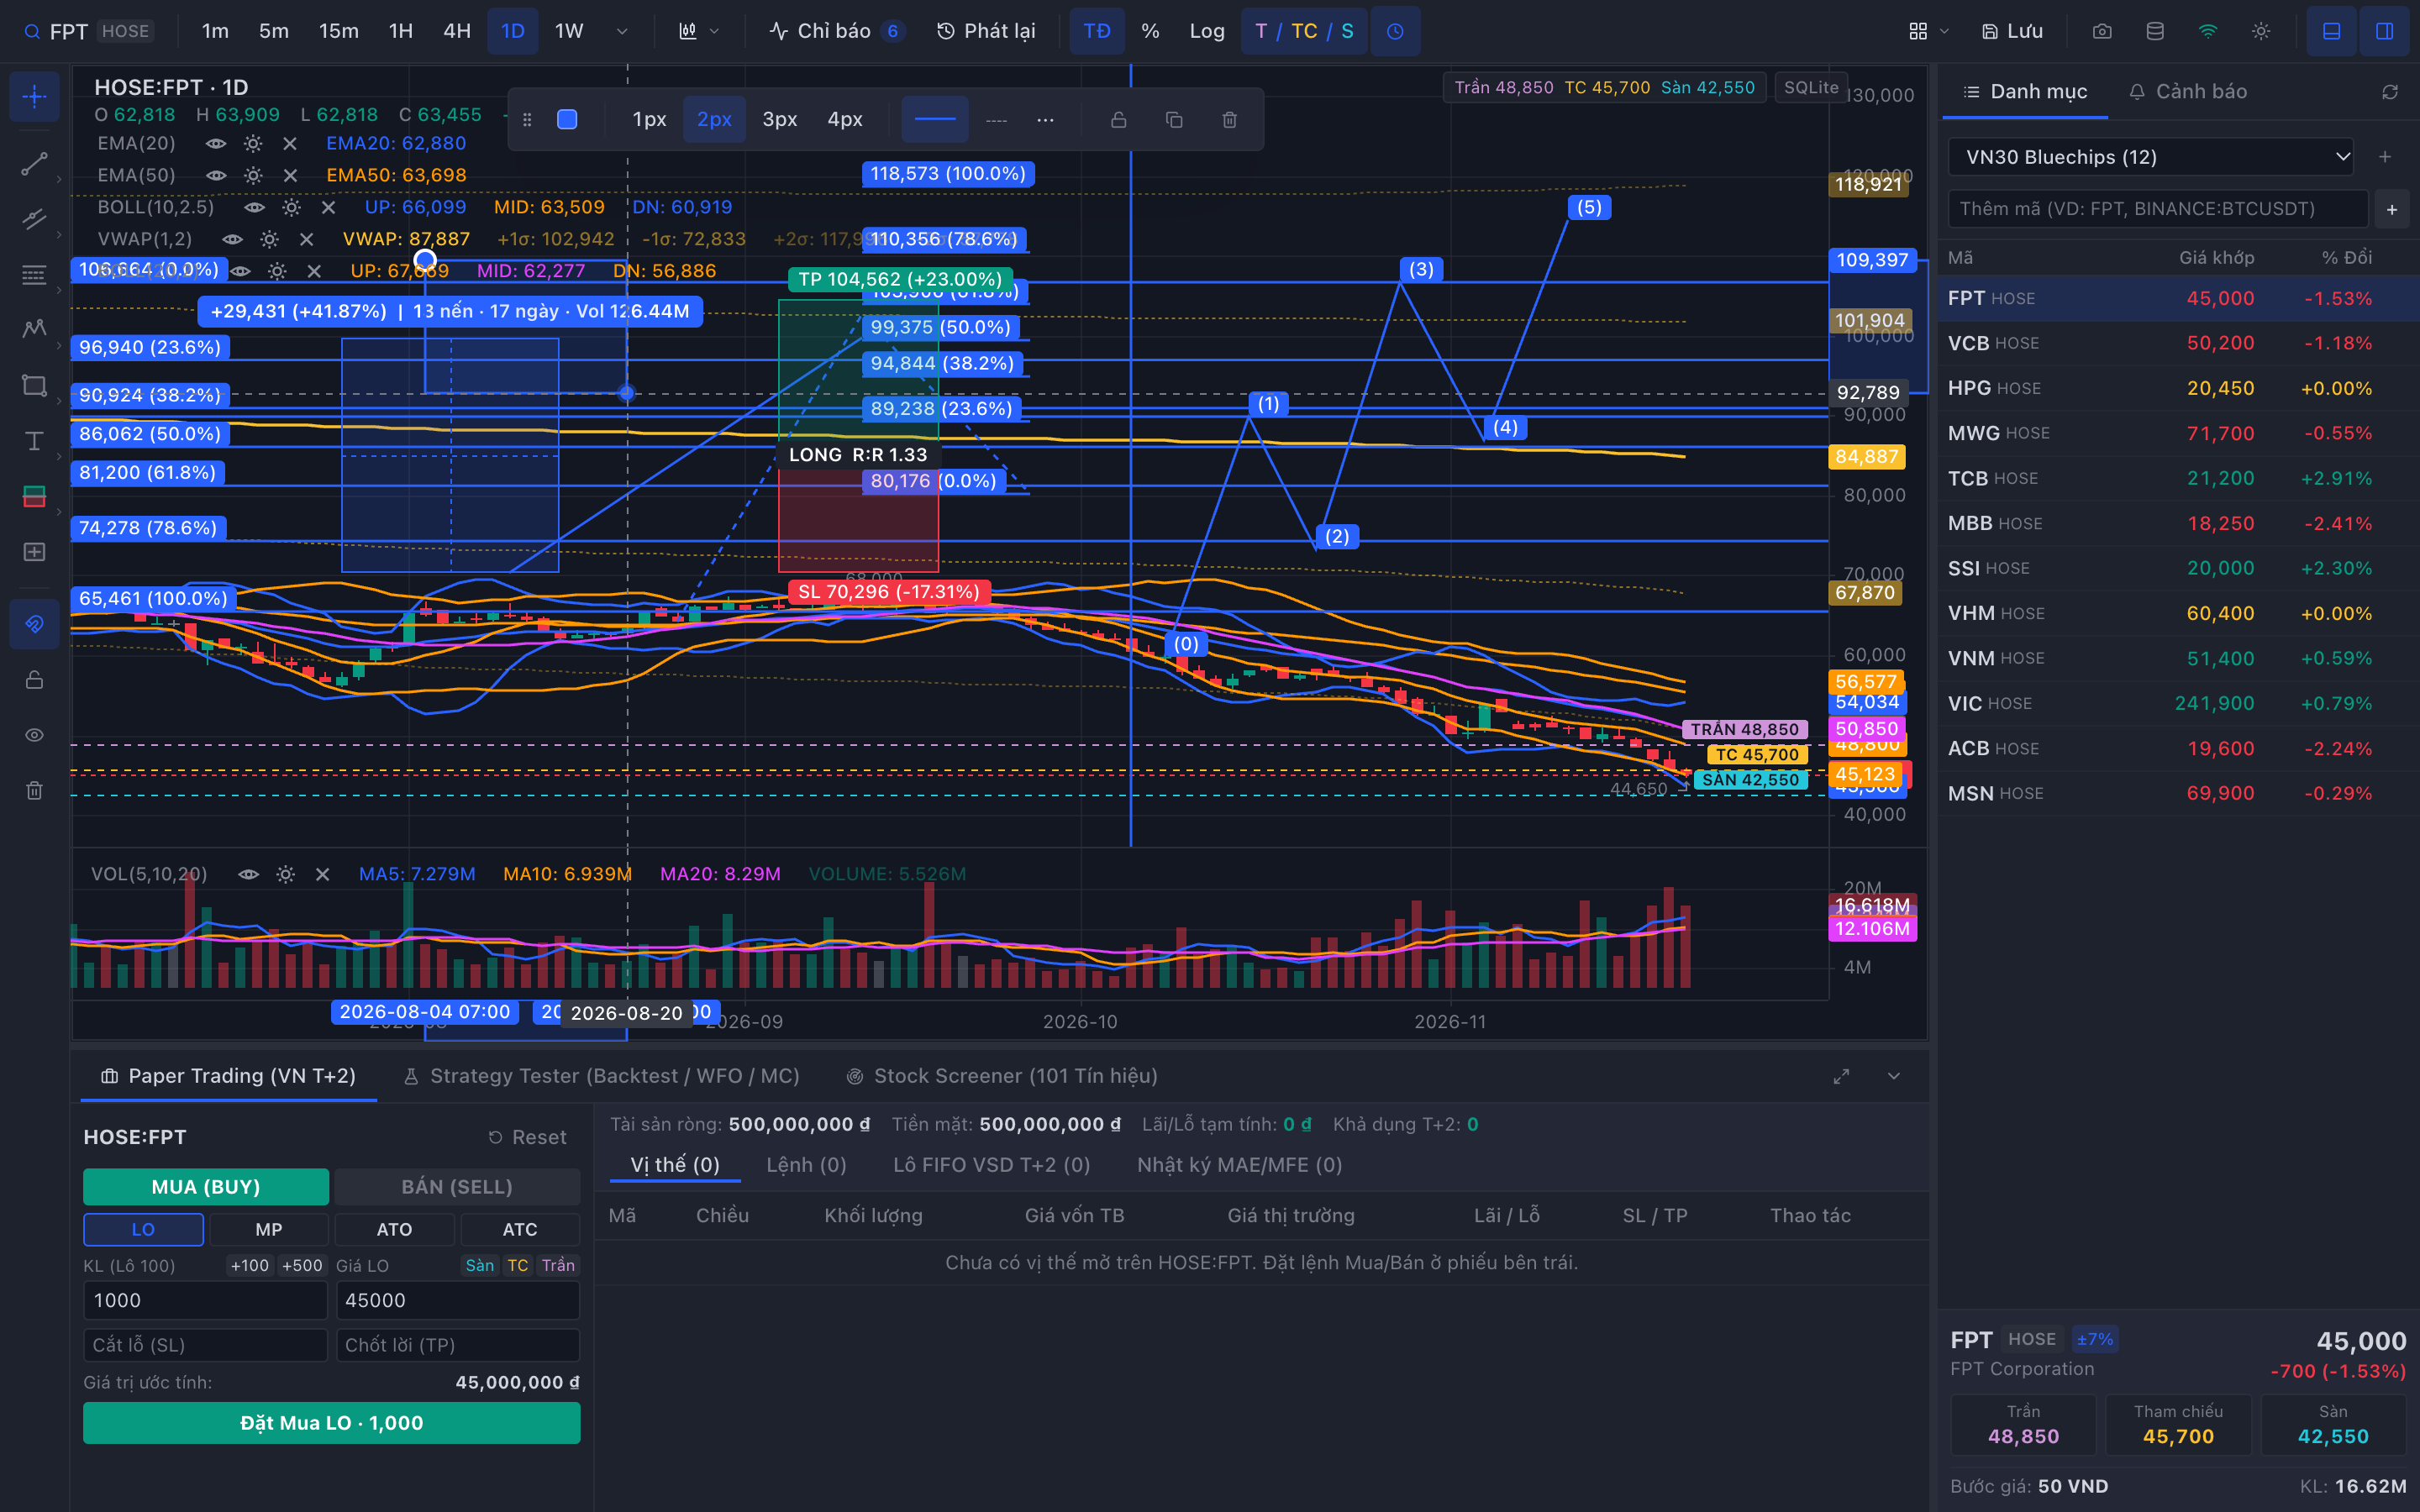 FPT HOSE 1m 5m 15m 1H 4H 1D 1W Chỉ báo 6 Phát lại TĐ % Log T / TC / S Lưu
HOSE:FPT · 1D
O 62,818 H 63,909 L 62,818 C 63,455
1px 2px 3px 4px
Trần 48,850 TC 45,700 Sàn 42,550 SQLite
EMA(20) EMA20: 62,880
EMA(50) EMA50: 63,698
BOLL(10,2.5) UP: 66,099 MID: 63,509 DN: 60,919
VWAP(1,2) VWAP: 87,887 +1σ: 102,942 -1σ: 72,833
UP: 67,669 MID: 62,277 DN: 56,886
106,664 (0.0%)
+29,431 (+41.87%) | 13 nến · 17 ngày · Vol 126.44M
96,940 (23.6%)
90,924 (38.2%)
86,062 (50.0%)
81,200 (61.8%)
74,278 (78.6%)
65,461 (100.0%)
118,573 (100.0%)
110,356 (78.6%)
TP 104,562 (+23.00%)
99,375 (50.0%)
94,844 (38.2%)
89,238 (23.6%)
LONG R:R 1.33
80,176 (0.0%)
SL 70,296 (-17.31%)
(0)
(1)
(2)
(3)
(4)
(5)
130,000
118,921
109,397
101,904
100,000
92,789
90,000
84,887
80,000
70,000
67,870
60,000
56,577
54,034
50,850
48,800
45,123
40,000
TRẦN 48,850
TC 45,700
SÀN 42,550
44,650
VOL(5,10,20) MA5: 7.279M MA10: 6.939M MA20: 8.29M VOLUME: 5.526M
20M
16.618M
12.106M
4M
2026-08-04 07:00 2026-08-20 2026-09 2026-10 2026-11
Paper Trading (VN T+2) Strategy Tester (Backtest / WFO / MC) Stock Screener (101 Tín hiệu)
HOSE:FPT Reset
MUA (BUY) BÁN (SELL)
LO MP ATO ATC
KL (Lô 100) +100 +500 Giá LO Sàn TC Trần
1000 45000
Cắt lỗ (SL) Chốt lời (TP)
Giá trị ước tính: 45,000,000 đ
Đặt Mua LO · 1,000
Tài sản ròng: 500,000,000 đ Tiền mặt: 500,000,000 đ Lãi/Lỗ tạm tính: 0 đ Khả dụng T+2: 0
Vị thế (0) Lệnh (0) Lô FIFO VSD T+2 (0) Nhật ký MAE/MFE (0)
Mã Chiều Khối lượng Giá vốn TB Giá thị trường Lãi / Lỗ SL / TP Thao tác
Chưa có vị thế mở trên HOSE:FPT. Đặt lệnh Mua/Bán ở phiếu bên trái.
Danh mục Cảnh báo
VN30 Bluechips (12)
Thêm mã (VD: FPT, BINANCE:BTCUSDT) +
Mã Giá khớp % Đổi
FPT HOSE 45,000 -1.53%
VCB HOSE 50,200 -1.18%
HPG HOSE 20,450 +0.00%
MWG HOSE 71,700 -0.55%
TCB HOSE 21,200 +2.91%
MBB HOSE 18,250 -2.41%
SSI HOSE 20,000 +2.30%
VHM HOSE 60,400 +0.00%
VNM HOSE 51,400 +0.59%
VIC HOSE 241,900 +0.79%
ACB HOSE 19,600 -2.24%
MSN HOSE 69,900 -0.29%
FPT HOSE ±7% 45,000
FPT Corporation -700 (-1.53%)
Trần Tham chiếu Sàn
48,850 45,700 42,550
Bước giá: 50 VND KL: 16.62M